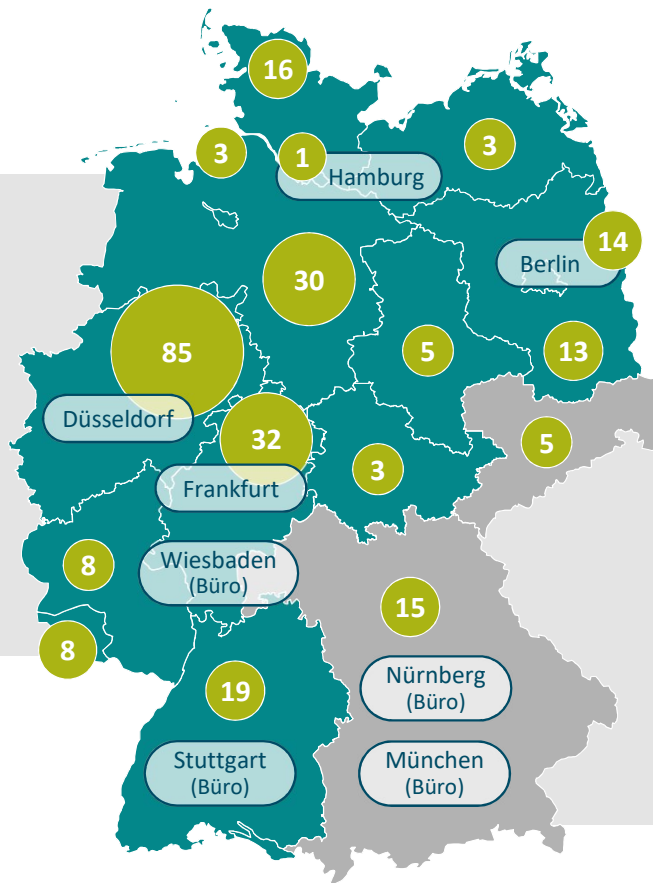 16
3
1
3
Hamburg
14
Berlin
30
85
5
13
Düsseldorf
32
5
3
Frankfurt
8
Wiesbaden
(Büro)
15
8
19
Nürnberg
(Büro)
Stuttgart
(Büro)
München
(Büro)